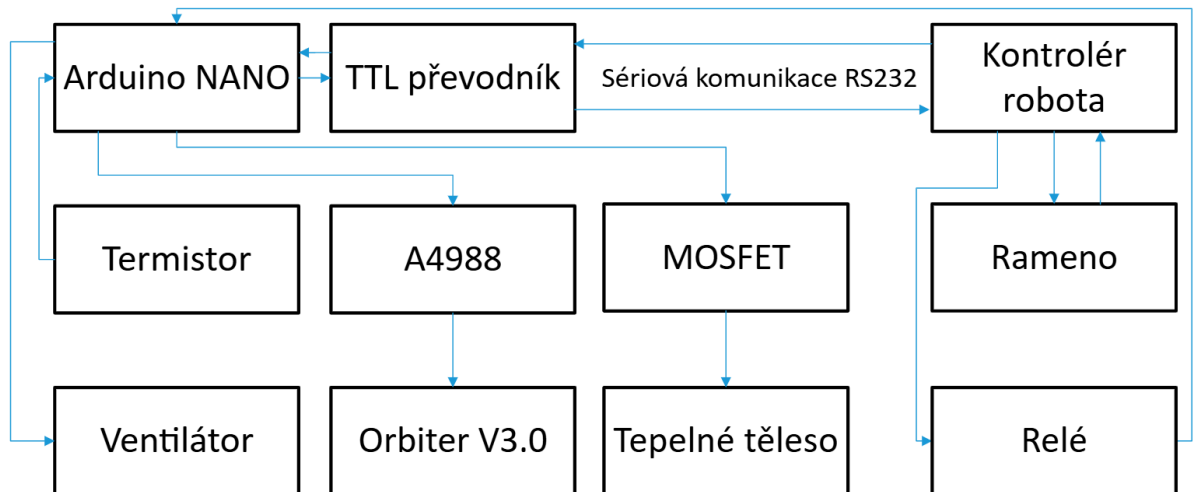 Arduino NANO
TTL převodník
Sériová komunikace RS232
Kontrolér
robota
Termistor
A4988
MOSFET
Rameno
Ventilátor
Orbiter V3.0
Tepelné těleso
Relé